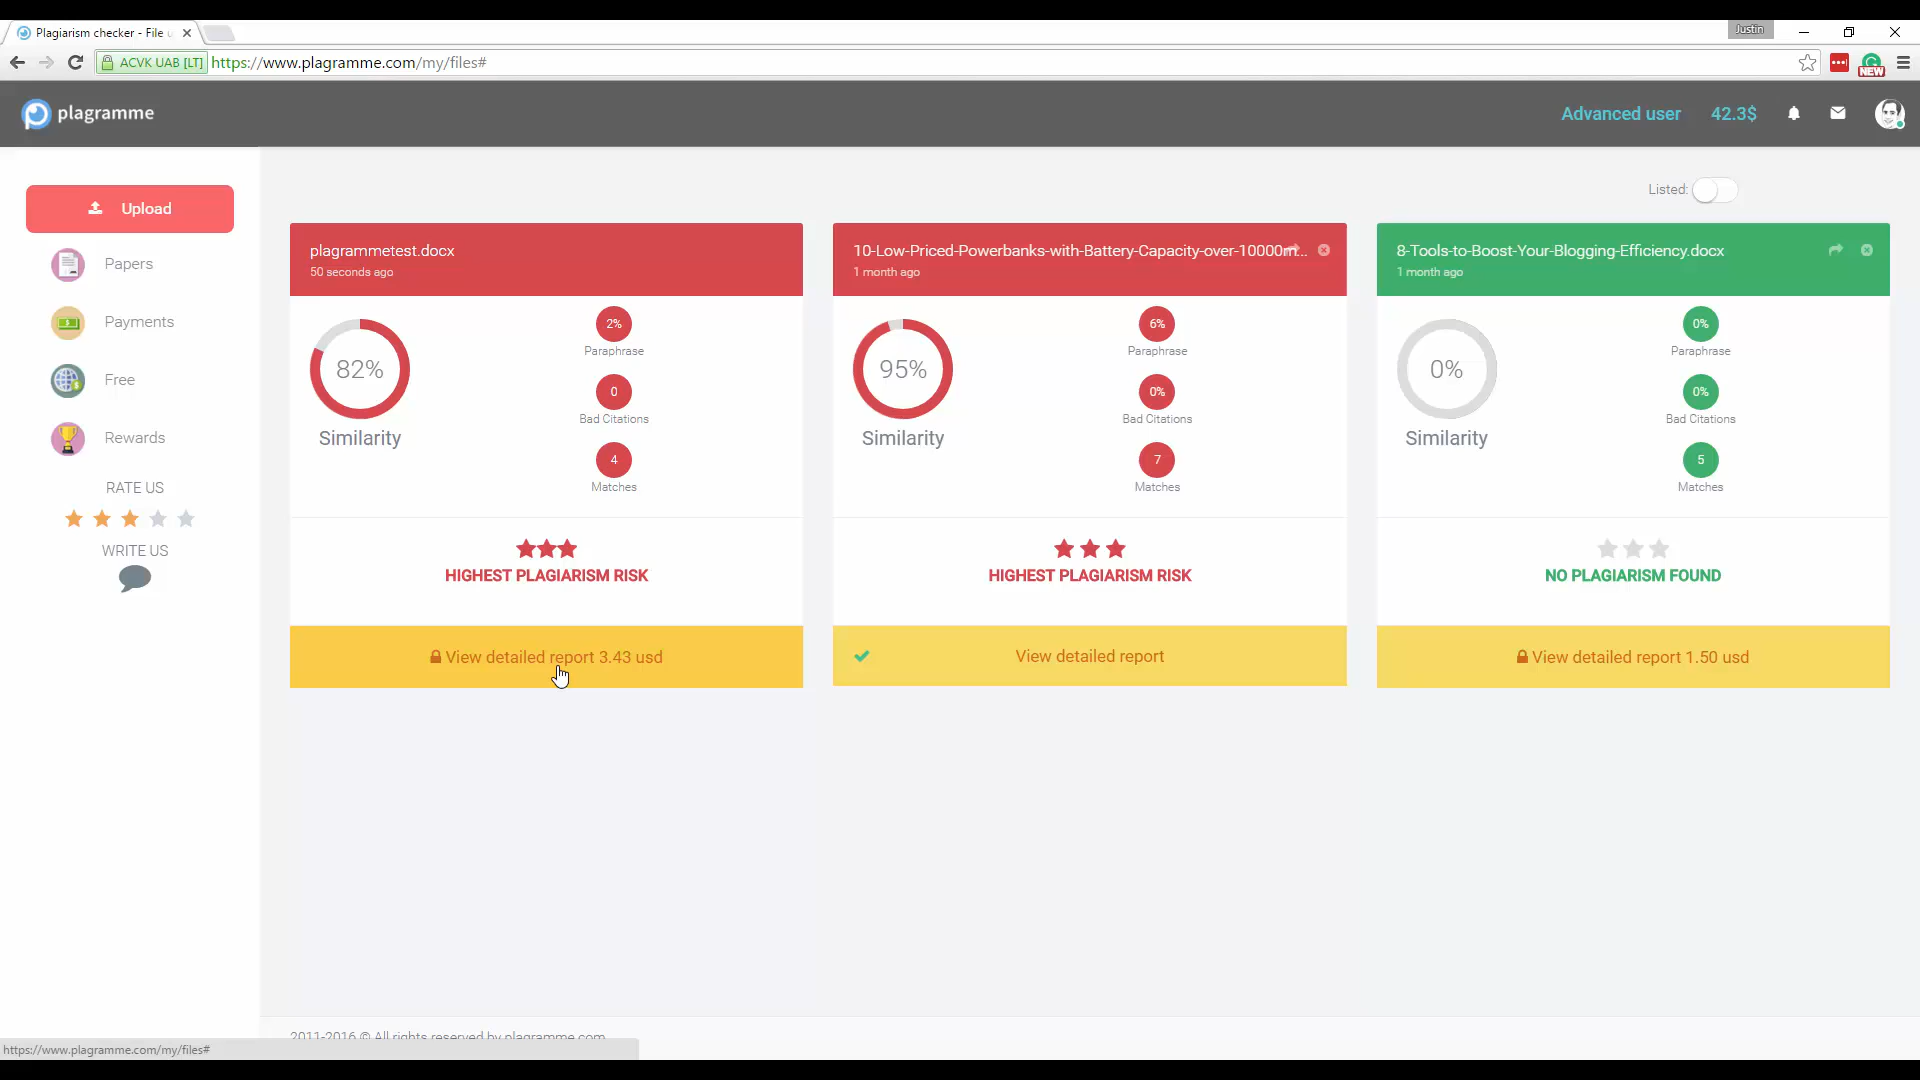 Plagiarism checker - File u
Justin
ACVK UAB [LT]
https://www.plagramme.com/my/files#
NEW
plagramme
Advanced user
42.3$
Upload
Papers
Payments
Free
Rewards
RATE US
WRITE US
Listed:
plagrammetest.docx
50 seconds ago
82%
Similarity
2%
Paraphrase
0
Bad Citations
4
Matches
HIGHEST PLAGIARISM RISK
View detailed report 3.43 usd
10-Low-Priced-Powerbanks-with-Battery-Capacity-over-10000m...
1 month ago
95%
Similarity
6%
Paraphrase
0%
Bad Citations
7
Matches
HIGHEST PLAGIARISM RISK
View detailed report
8-Tools-to-Boost-Your-Blogging-Efficiency.docx
1 month ago
0%
Similarity
0%
Paraphrase
0%
Bad Citations
5
Matches
NO PLAGIARISM FOUND
View detailed report 1.50 usd
2011-2016 © All rights reserved by plagramme.com
https://www.plagramme.com/my/files#